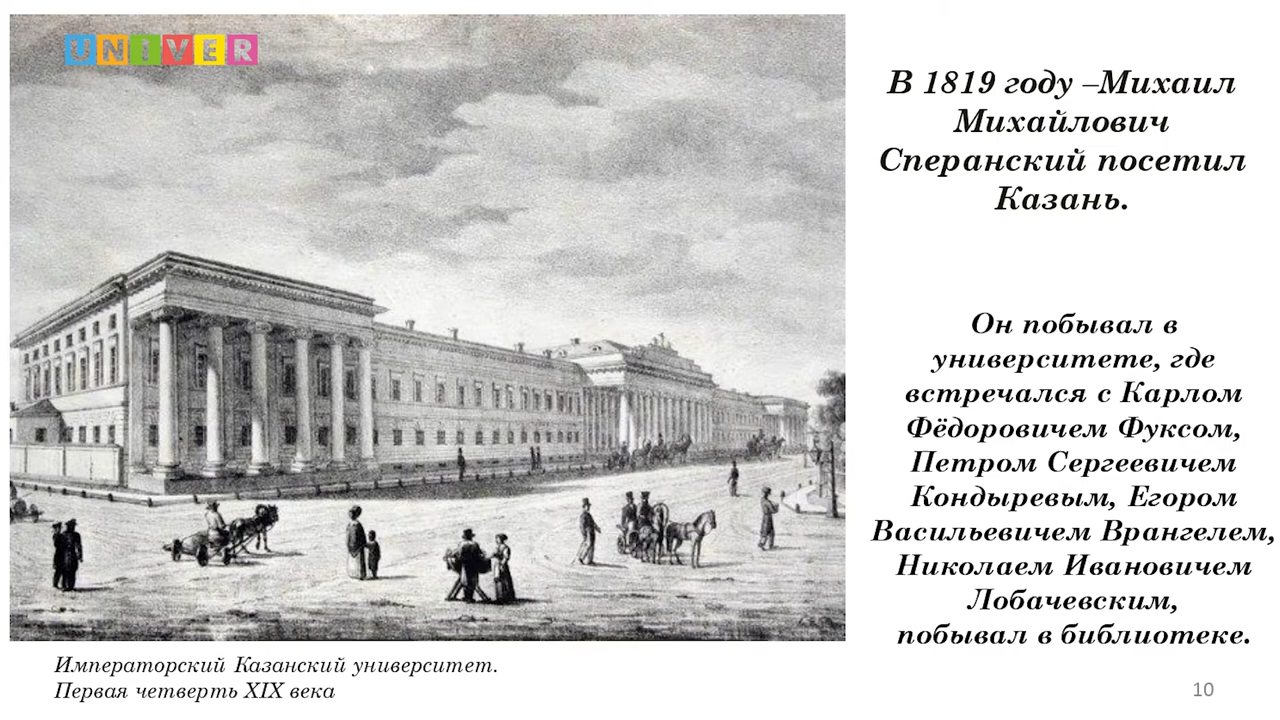 UNIVER
В 1819 году –Михаил
Михайлович
Сперанский посетил
Казань.
Он побывал в
университете, где
встречался с Карлом
Фёдоровичем Фуксом,
Петром Сергеевичем
Кондыревым, Егором
Васильевичем Врангелем,
Николаем Ивановичем
Лобачевским,
побывал в библиотеке.
Императорский Казанский университет.
Первая четверть XIX века
10